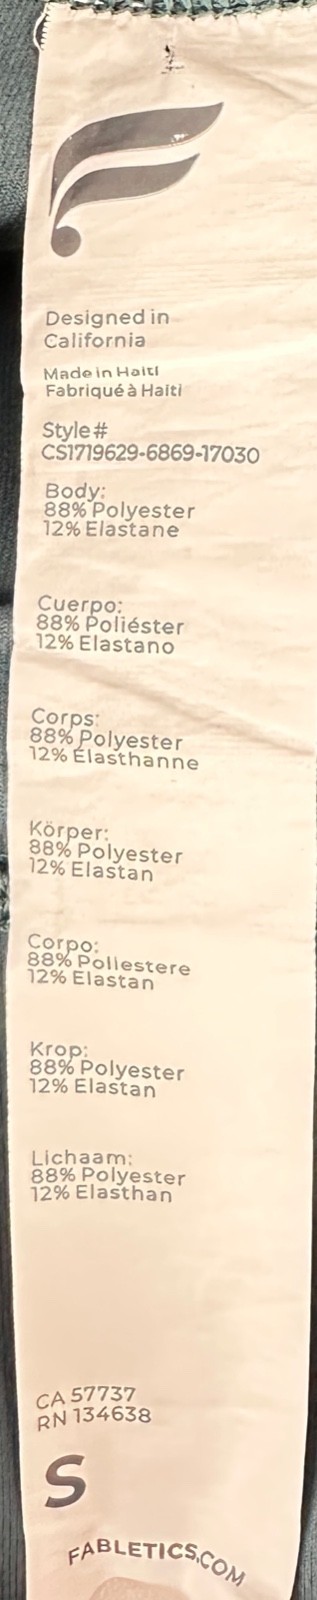 Designed in
California
Made in Haiti
Fabriqué à Haiti
Style#
CS1719629-6869-17030
Body:
88% Polyester
12% Elastane
Cuerpo:
88% Poliéster
12% Elastano
Corps:
88% Polyester
12% Élasthanne
Körper:
88% Polyester
12% Elastan
Corpo:
88% Poliestere
12% Elastan
Krop:
88% Polyester
12% Elastan
Lichaam:
88% Polyester
12% Elasthan
CA 57737
RN 134638
S
FABLETICS.COM